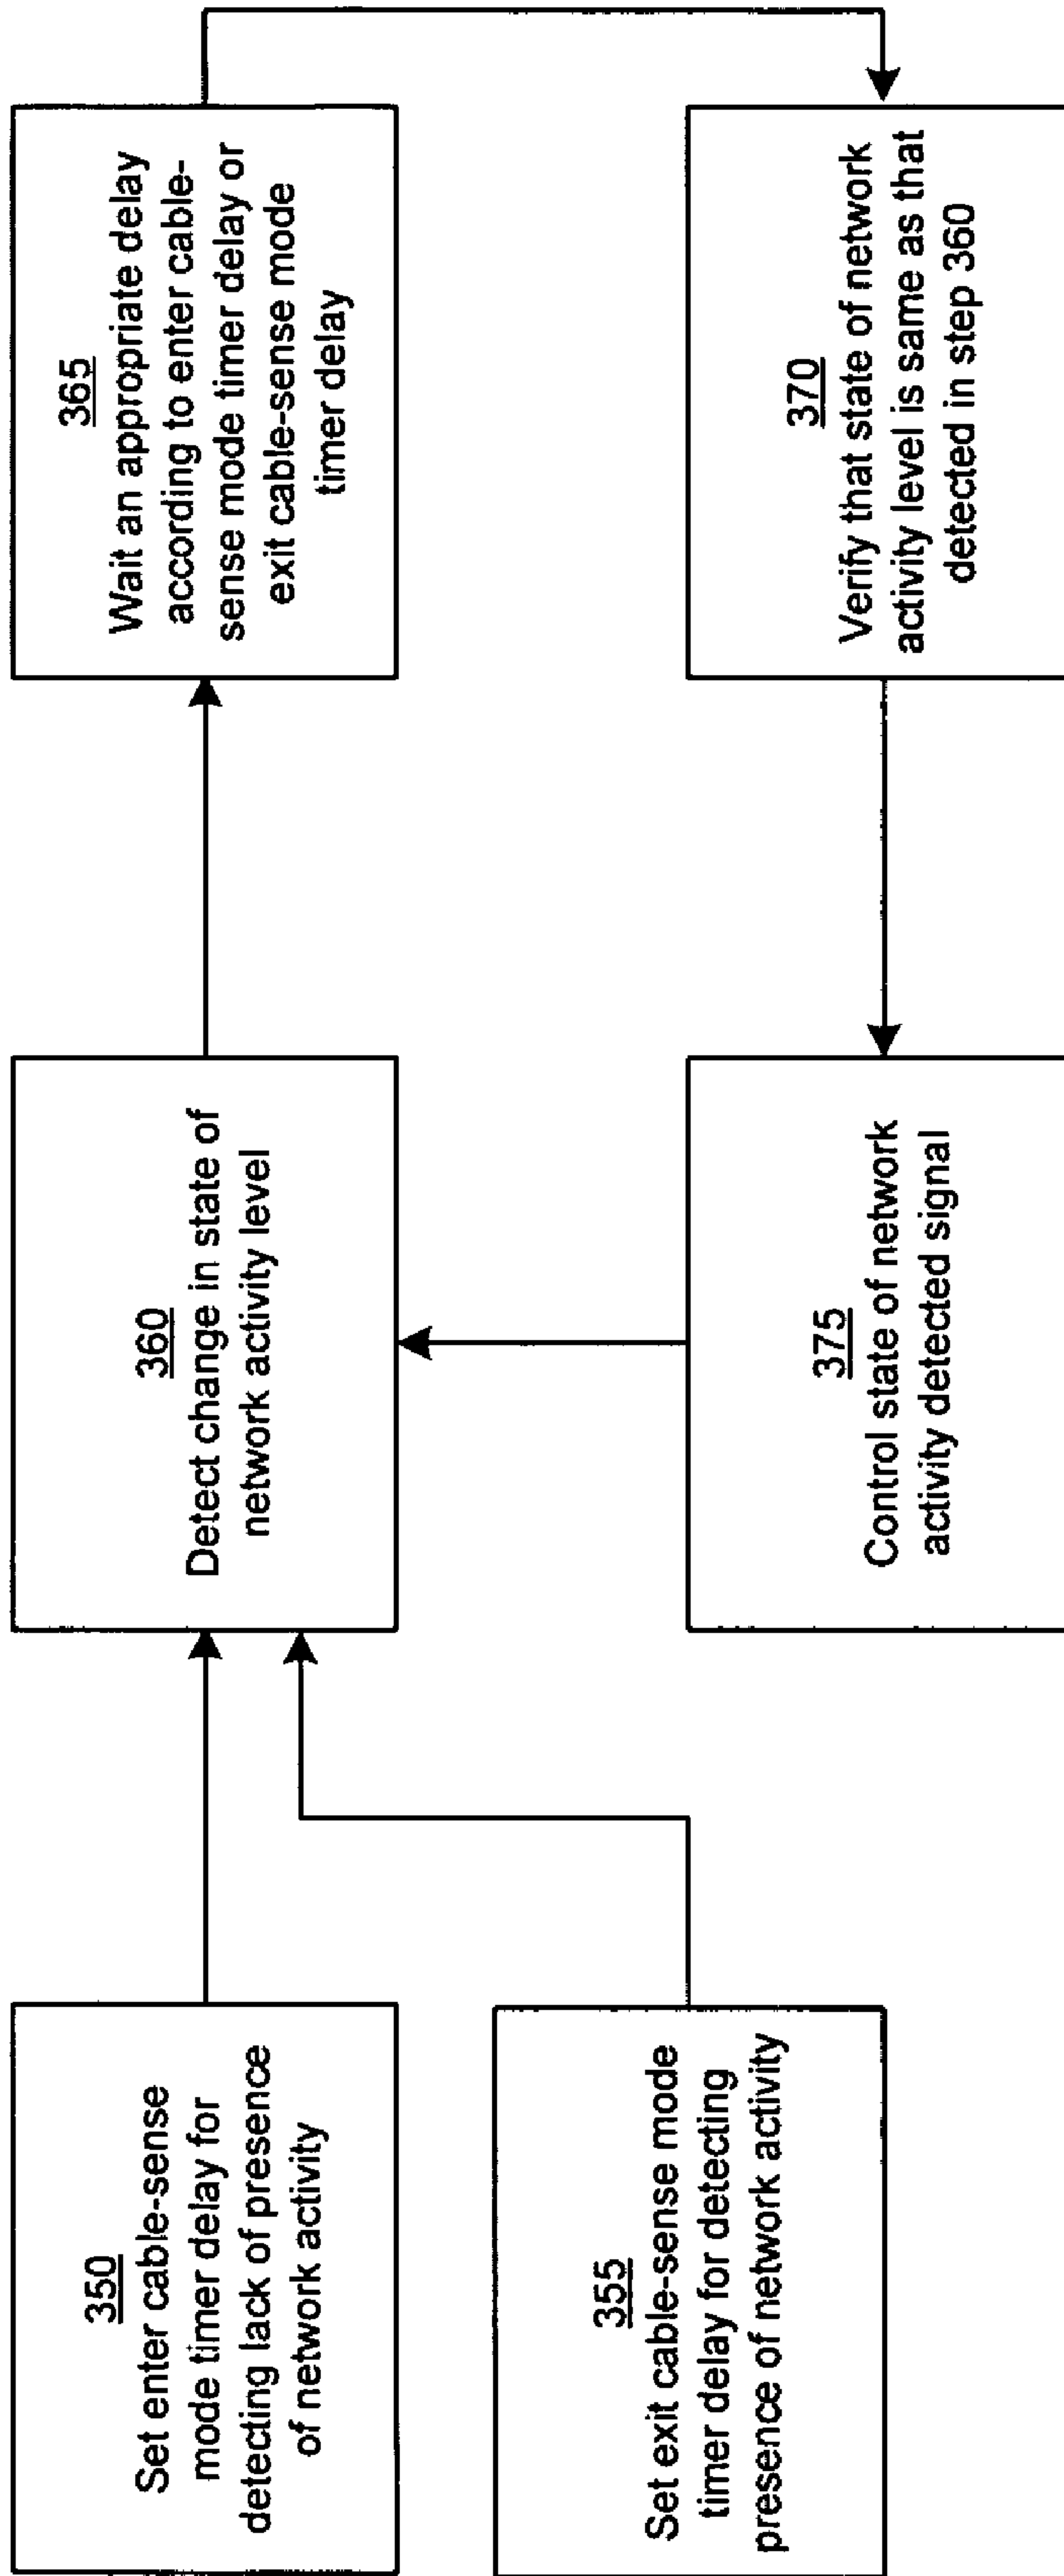 350
Set enter cable-sense
mode timer delay for
detecting lack of presence
of network activity
355
Set exit cable-sense mode
timer delay for detecting
presence of network activity
360
Detect change in state of
network activity level
365
Wait an appropriate delay
according to enter cable-
sense mode timer delay or
exit cable-sense mode
timer delay
370
Verify that state of network
activity level is same as that
detected in step 360
375
Control state of network
activity detected signal